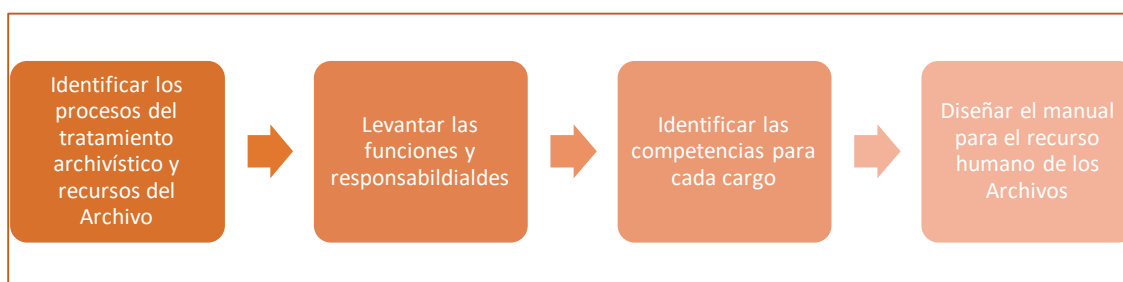 Identificar los
procesos del
tratamiento
archivístico y
recursos del
Archivo
Levantar las
funciones y
responsabildialdes
Identificar las
competencias para
cada cargo
Diseñar el manual
para el recurso
humano de los
Archivos